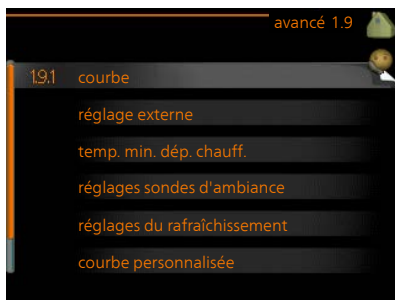 avancé 1.9
1.9.1 courbe
réglage externe
temp. min. dép. chauff.
réglages sondes d'ambiance
réglages du rafraîchissement
courbe personnalisée